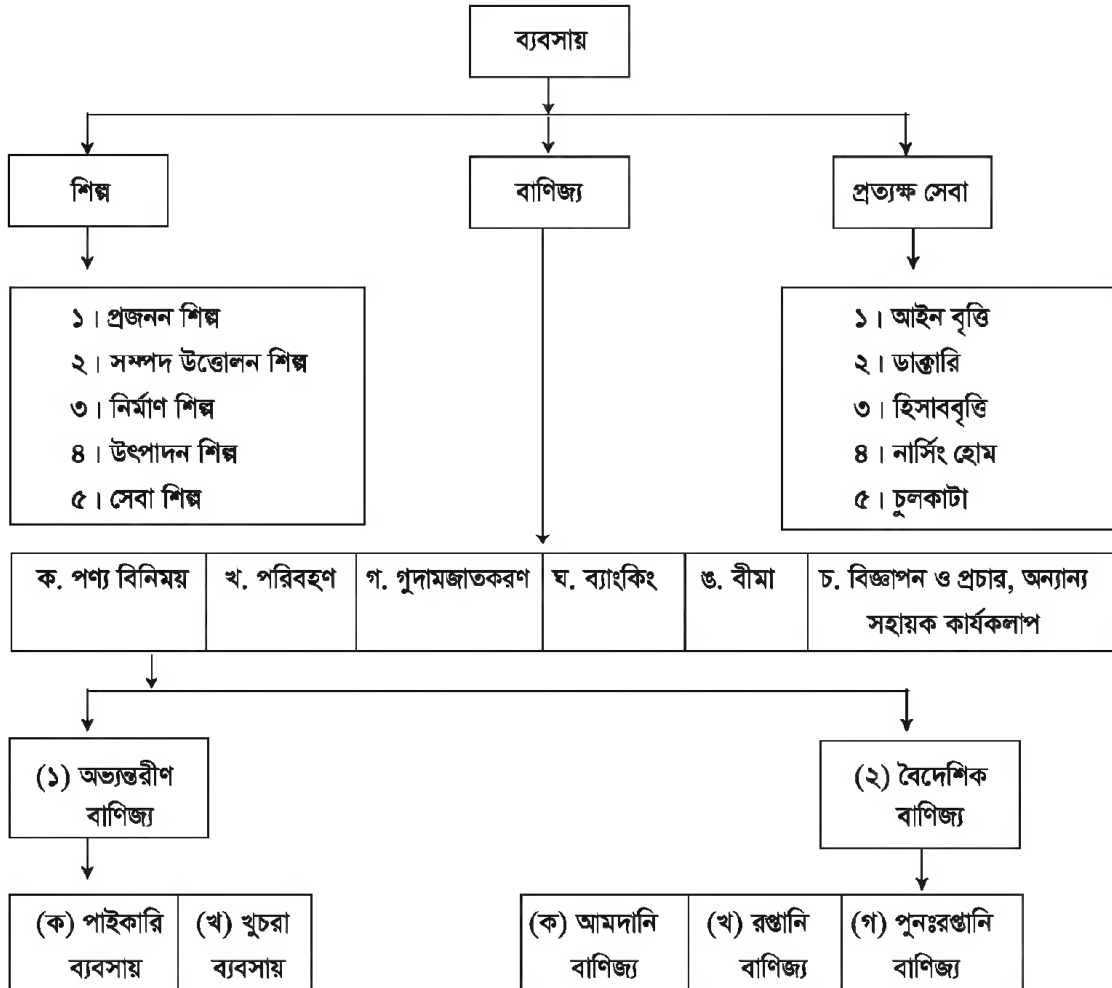 ব্যবসায়
শিল্প
বাণিজ্য
প্রত্যক্ষ সেবা
১। প্রজনন শিল্প
২। সম্পদ উত্তোলন শিল্প
৩। নির্মাণ শিল্প
৪। উৎপাদন শিল্প
৫। সেবা শিল্প
১। আইন বৃত্তি
২। ডাক্তারি
৩। হিসাববৃত্তি
৪। নার্সিং হোম
৫। চুলকাটা
ক. পণ্য বিনিময়
খ. পরিবহণ
গ. গুদামজাতকরণ
ঘ. ব্যাংকিং
ঙ. বীমা
চ. বিজ্ঞাপন ও প্রচার, অন্যান্য
সহায়ক কার্যকলাপ
(১) অভ্যন্তরীণ
বাণিজ্য
(২) বৈদেশিক
বাণিজ্য
(ক) পাইকারি
ব্যবসায়
(খ) খুচরা
ব্যবসায়
(ক) আমদানি
বাণিজ্য
(খ) রপ্তানি
বাণিজ্য
(গ) পুনঃরপ্তানি
বাণিজ্য